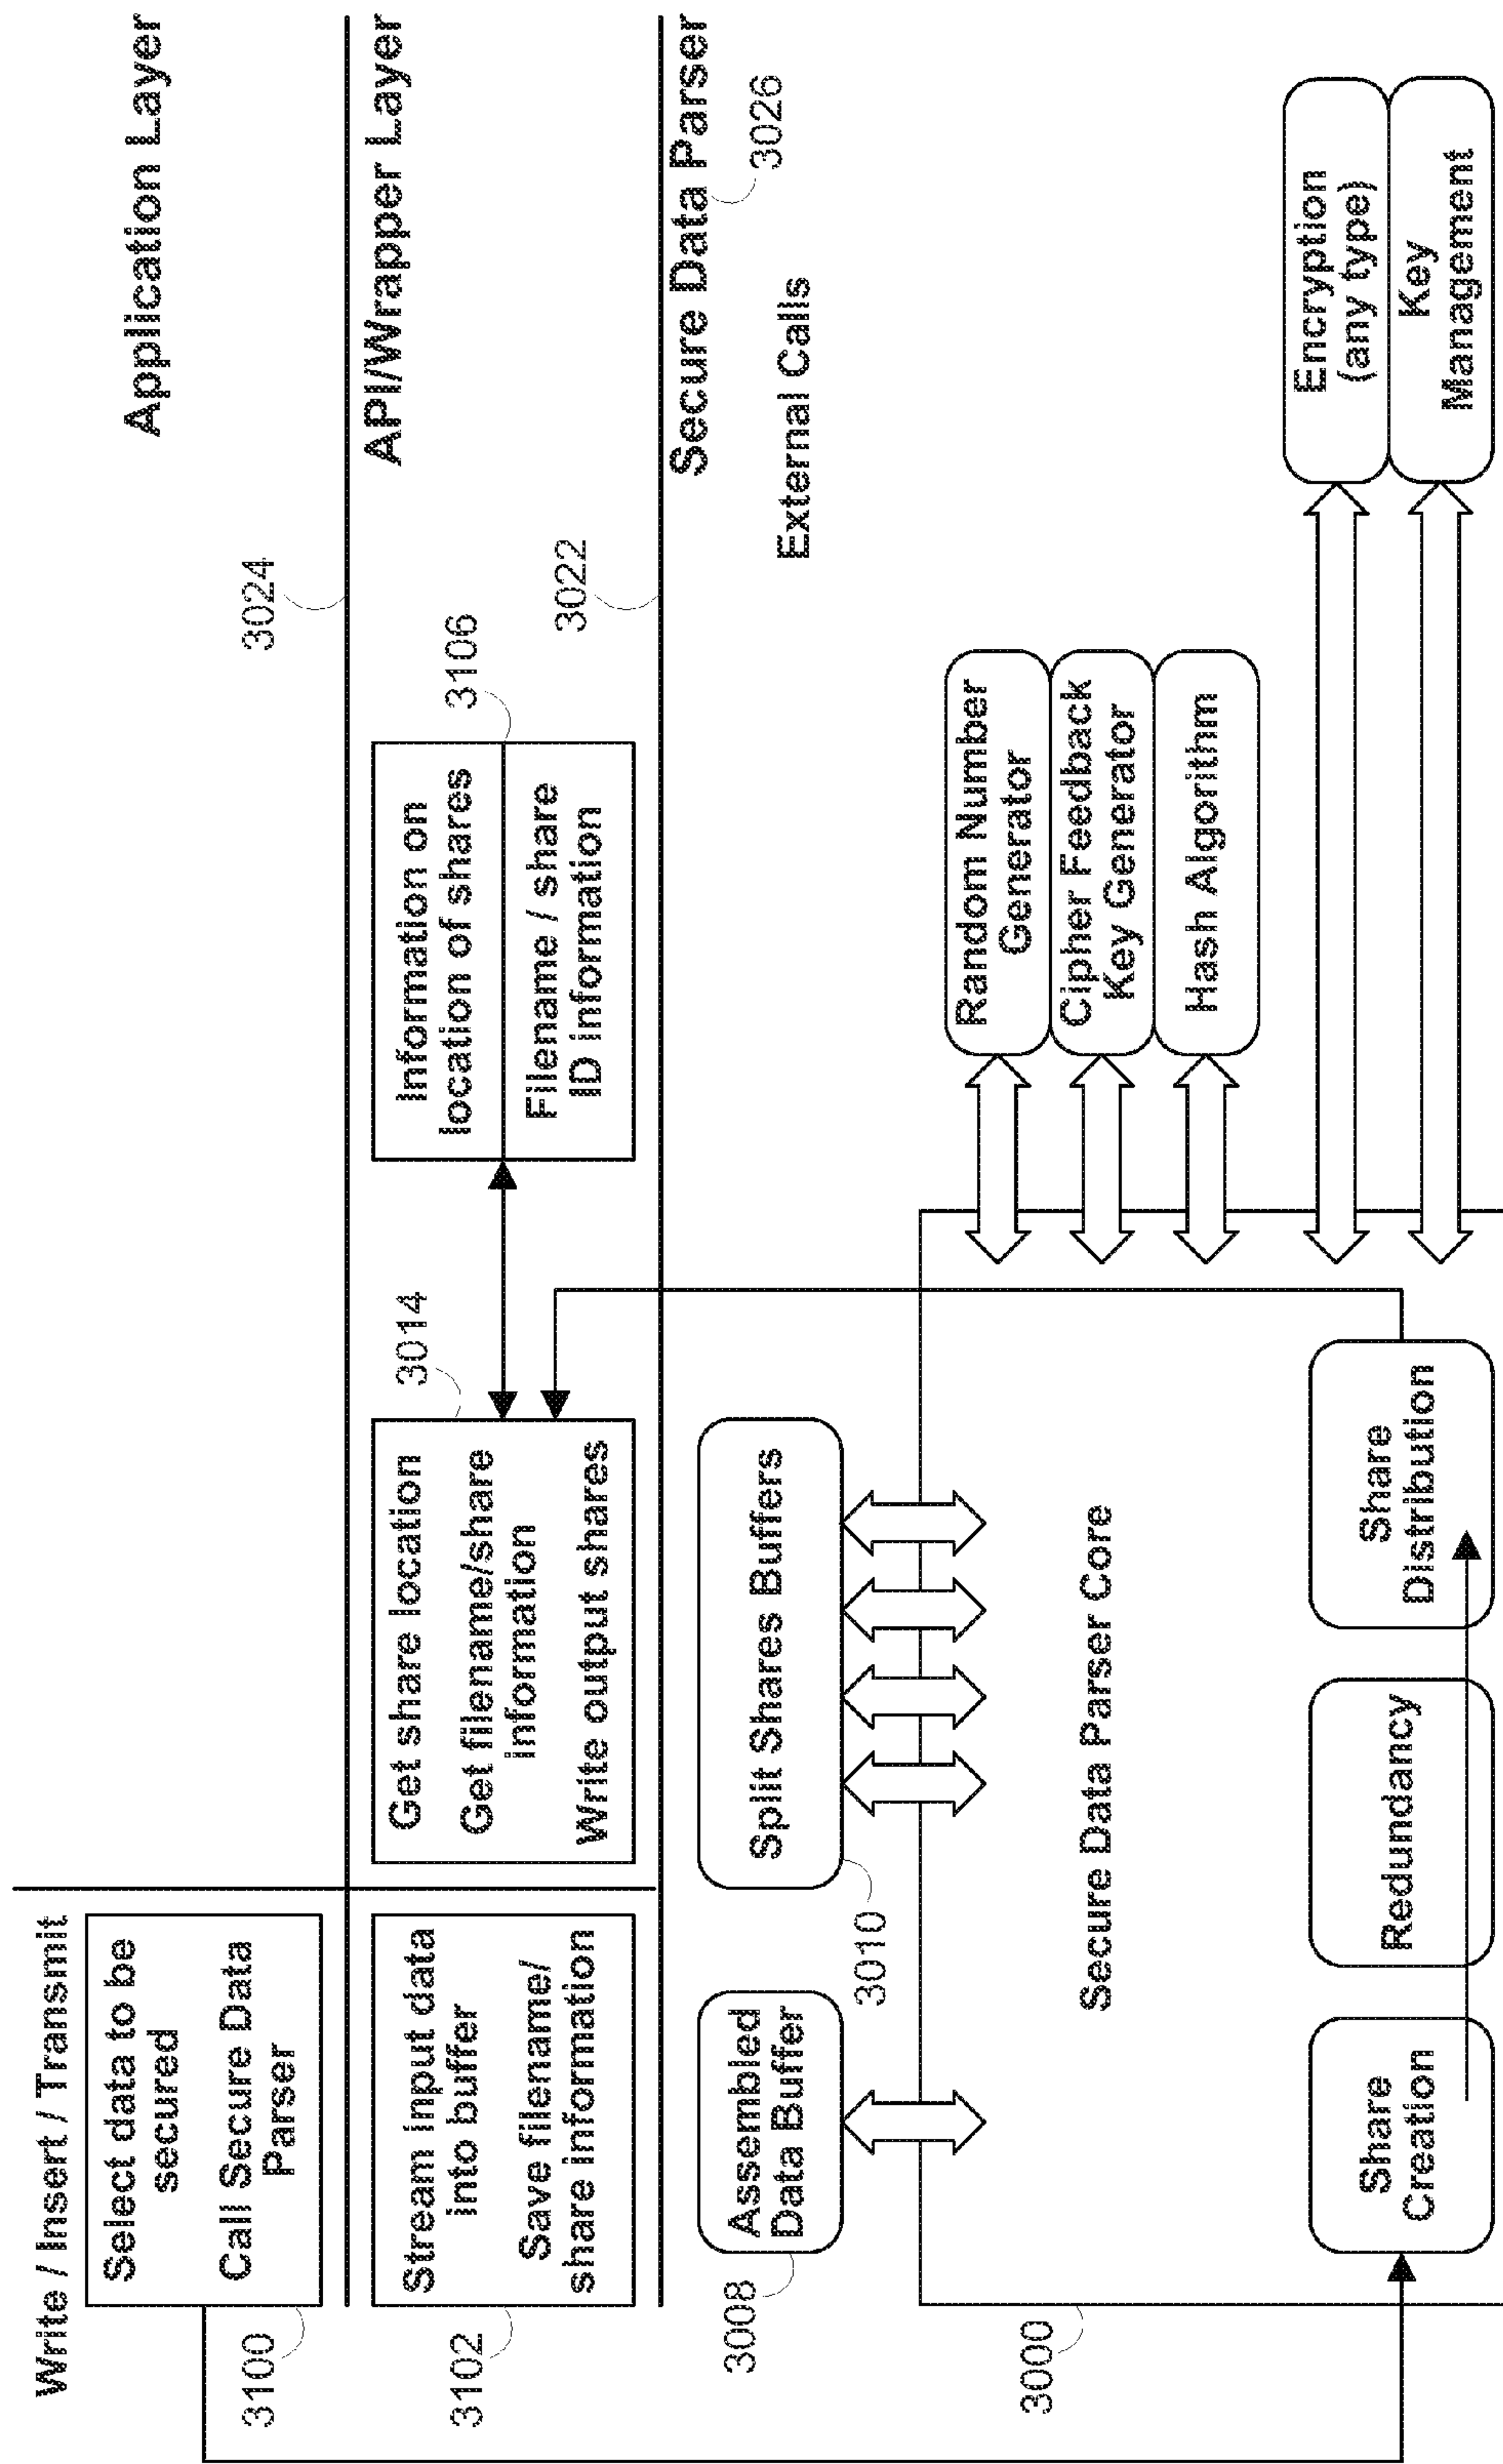 Write / Insert / Transmit
Select data to be
secured
Call Secure Data
Parser
3100
Application Layer
3024
Stream input data
into buffer
Save filename/
share information
3102
Get share location
Get filename/share
information
Write output shares
3014
Information on
location of shares
Filename / share
ID information
3106
API/Wrapper Layer
3022
Secure Data Parser
3026
External Calls
Assembled
Data Buffer
3008
Split Shares Buffers
3010
Secure Data Parser Core
3000
Random Number
Generator
Cipher Feedback
Key Generator
Hash Algorithm
Encryption
(any type)
Key
Management
Share
Creation
Redundancy
Share
Distribution